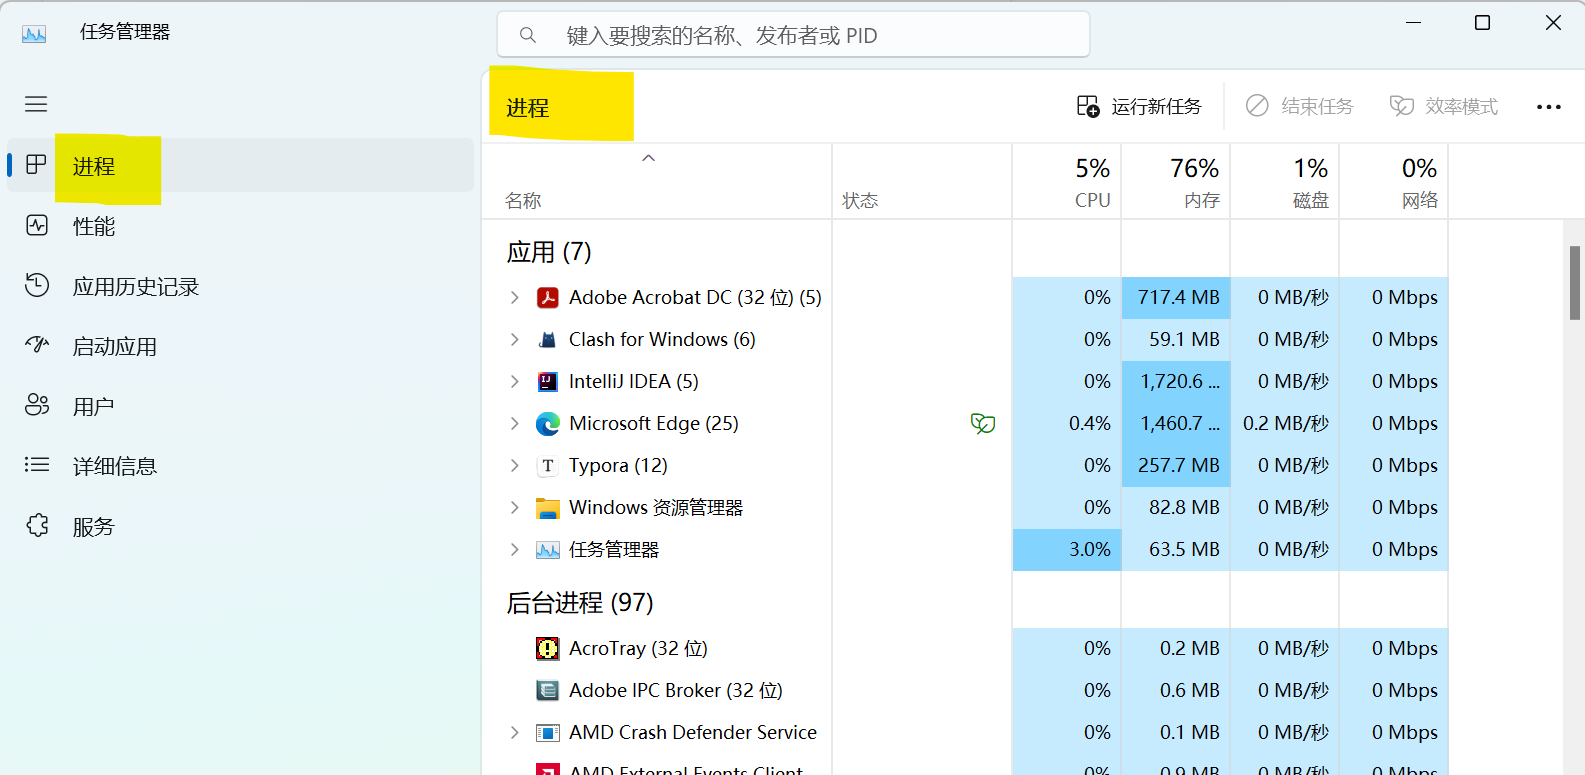 任务管理器
键入要搜索的名称、发布者或 PID
进程
性能
应用历史记录
启动应用
用户
详细信息
服务
进程
运行新任务 结束任务 效率模式
5% 76% 1% 0%
名称 状态 CPU 内存 磁盘 网络
应用 (7)
Adobe Acrobat DC (32 位) (5) 0% 717.4 MB 0 MB/秒 0 Mbps
Clash for Windows (6) 0% 59.1 MB 0 MB/秒 0 Mbps
IntelliJ IDEA (5) 0% 1,720.6 ... 0 MB/秒 0 Mbps
Microsoft Edge (25) 0.4% 1,460.7 ... 0.2 MB/秒 0 Mbps
Typora (12) 0% 257.7 MB 0 MB/秒 0 Mbps
Windows 资源管理器 0% 82.8 MB 0 MB/秒 0 Mbps
任务管理器 3.0% 63.5 MB 0 MB/秒 0 Mbps
后台进程 (97)
AcroTray (32 位) 0% 0.2 MB 0 MB/秒 0 Mbps
Adobe IPC Broker (32 位) 0% 0.6 MB 0 MB/秒 0 Mbps
AMD Crash Defender Service 0% 0.1 MB 0 MB/秒 0 Mbps
AMD External Events Client 0% 0.9 MB 0 MB/秒 0 Mbps